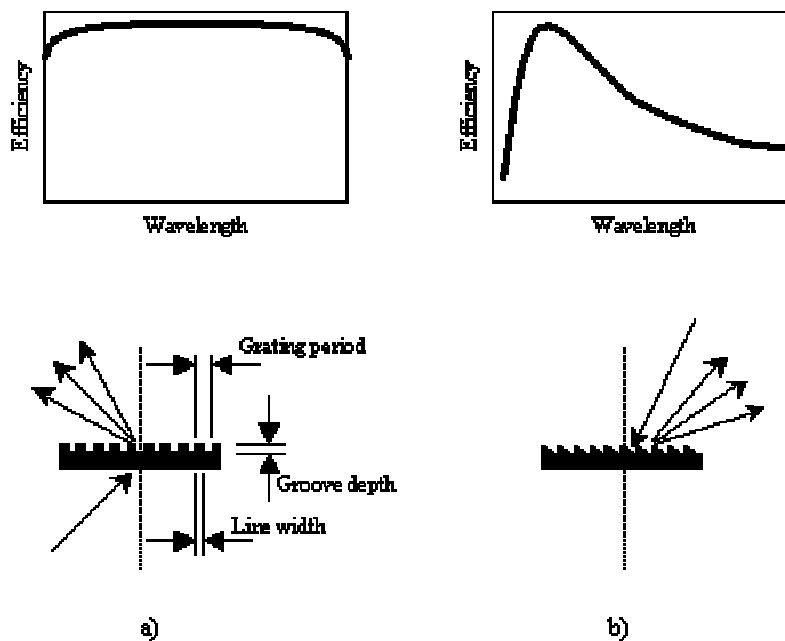 Efficiency
Wavelength
Efficiency
Wavelength
Grating period
Groove depth
Line width
a)
b)